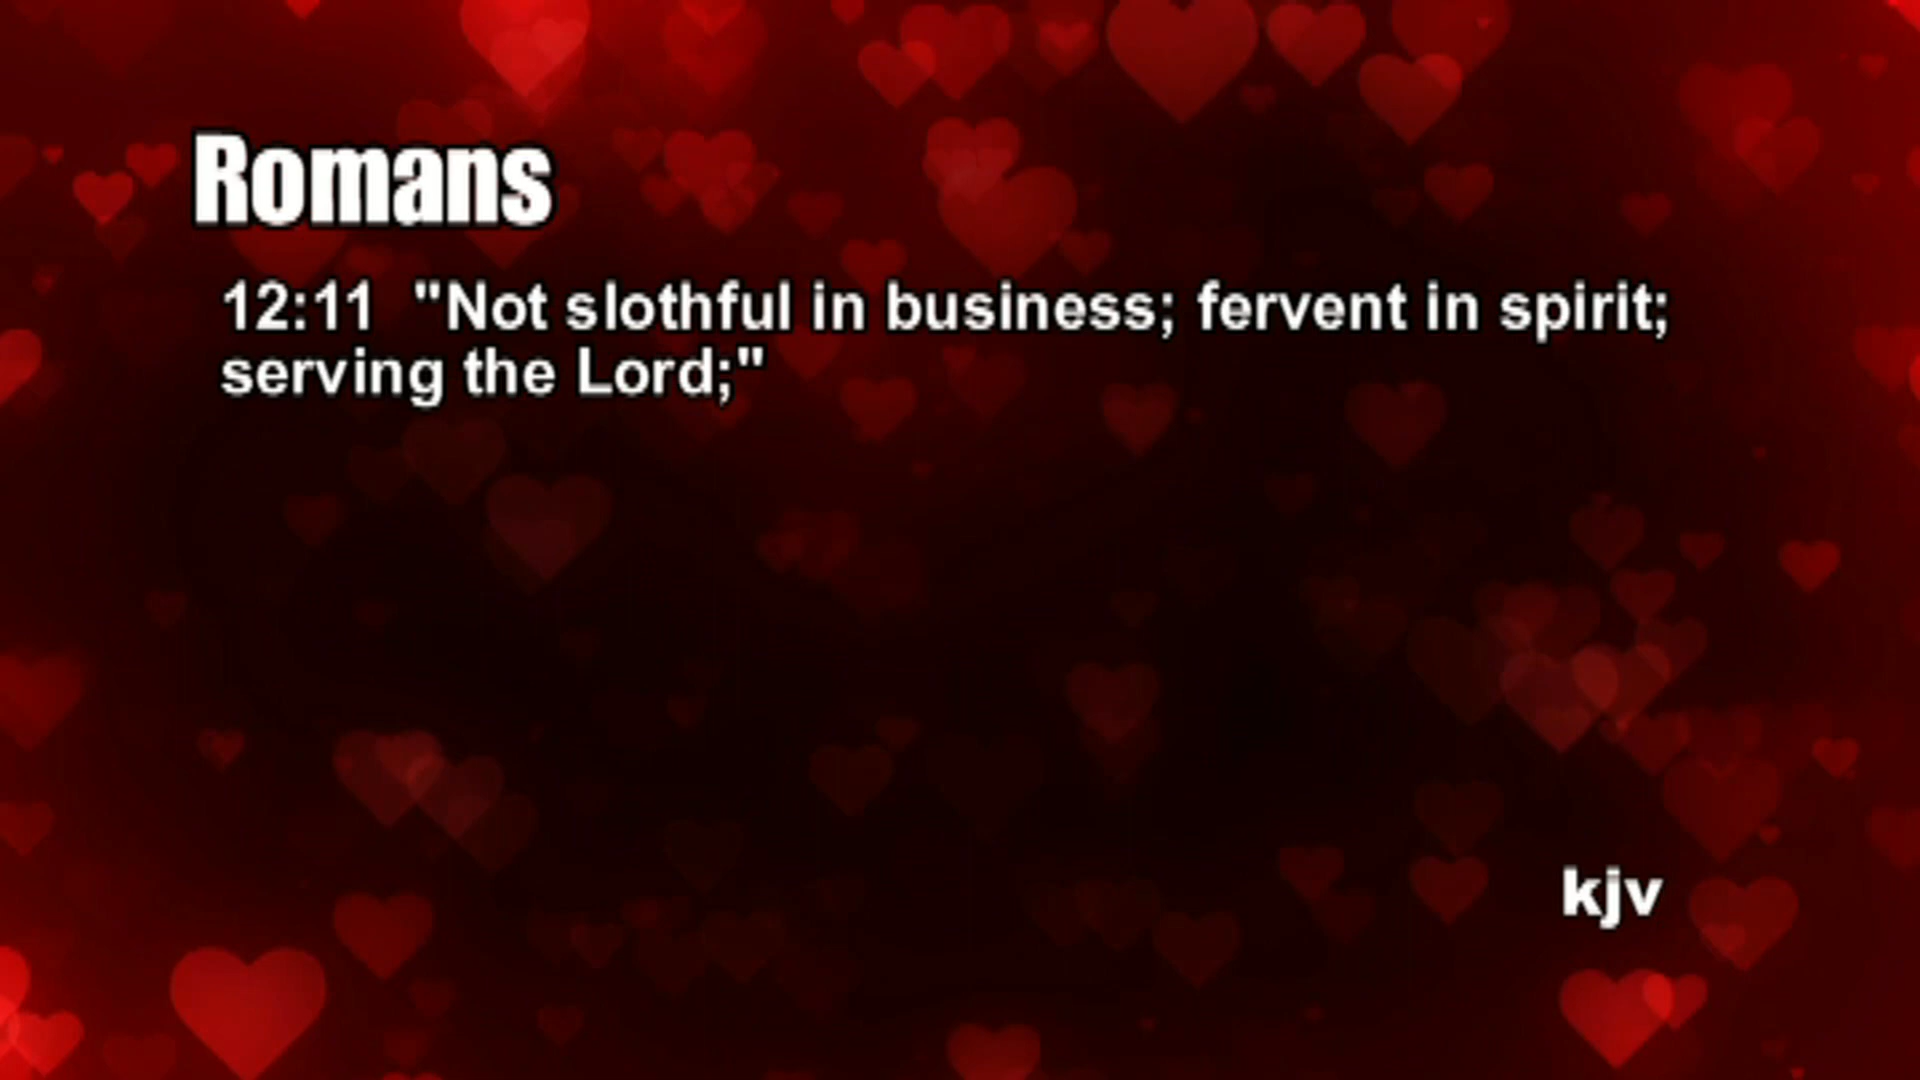 Romans
12:11 "Not slothful in business; fervent in spirit;
serving the Lord;"
kjv